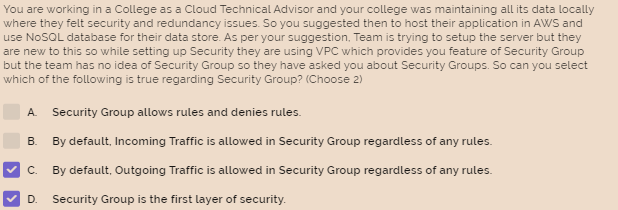 You are working in a College as a Cloud Technical Advisor and your college was maintaining all its data locally
where they felt security and redundancy issues. So you suggested then to host their application in AWS and
use NoSQL database for their data store. As per your suggestion, Team is trying to setup the server but they
are new to this so while setting up Security they are using VPC which provides you feature of Security Group
but the team has no idea of Security Group so they have asked you about Security Groups. So can you select
which of the following is true regarding Security Group? (Choose 2)
A. Security Group allows rules and denies rules.
B. By default, Incoming Traffic is allowed in Security Group regardless of any rules.
C. By default, Outgoing Traffic is allowed in Security Group regardless of any rules.
D. Security Group is the first layer of security.